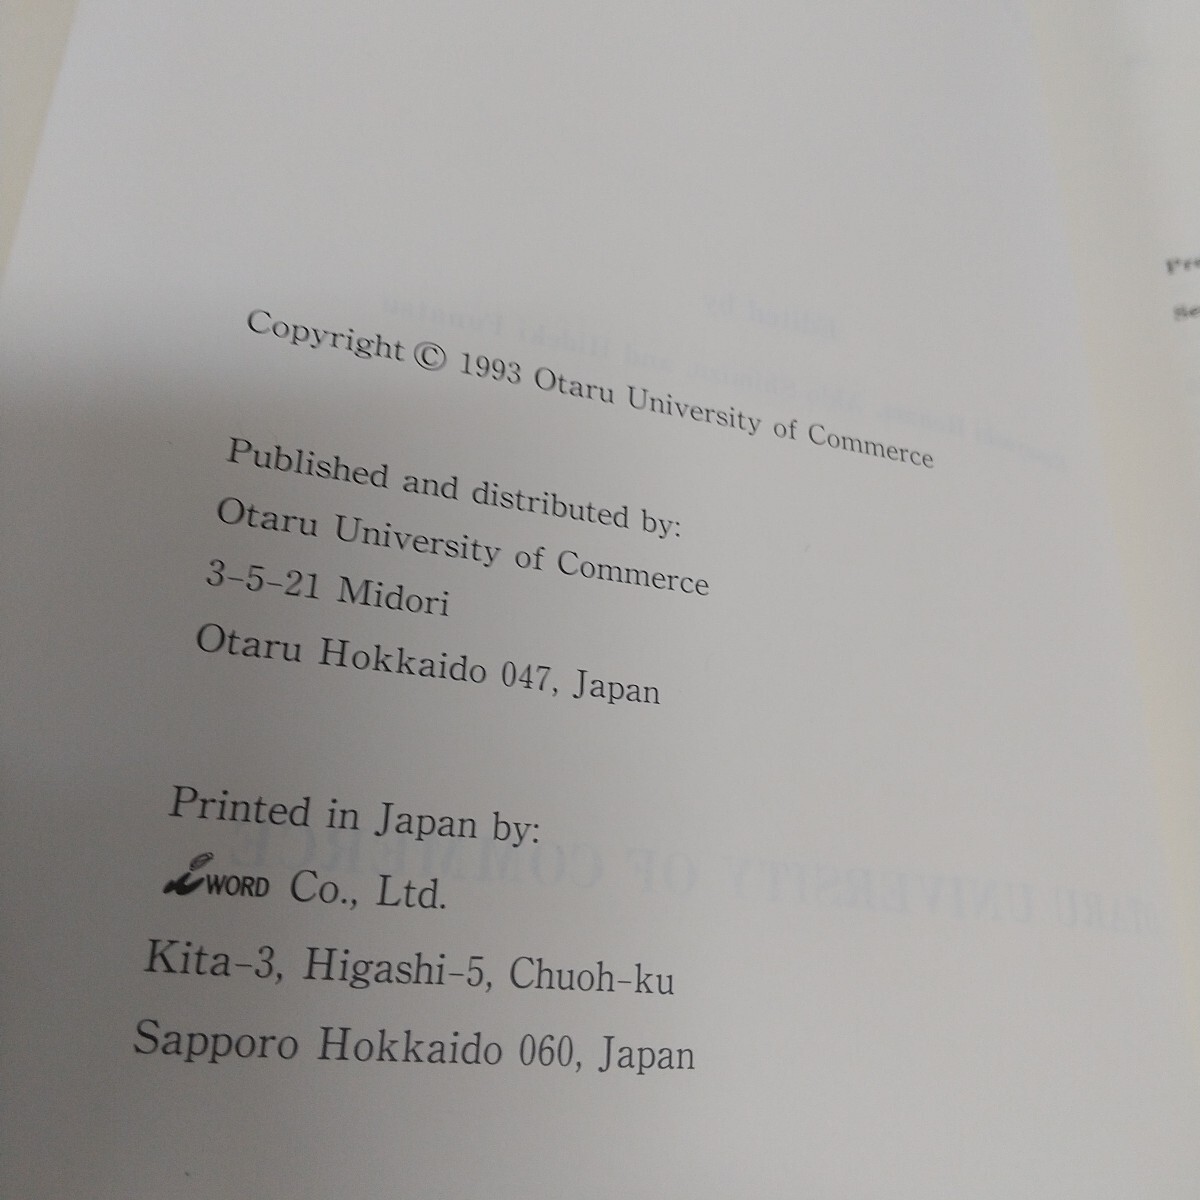 Copyright © 1993 Otaru University of Commerce
Published and distributed by:
Otaru University of Commerce
3-5-21 Midori
Otaru Hokkaido 047, Japan
Printed in Japan by:
iWORD Co., Ltd.
Kita-3, Higashi-5, Chuoh-ku
Sapporo Hokkaido 060, Japan